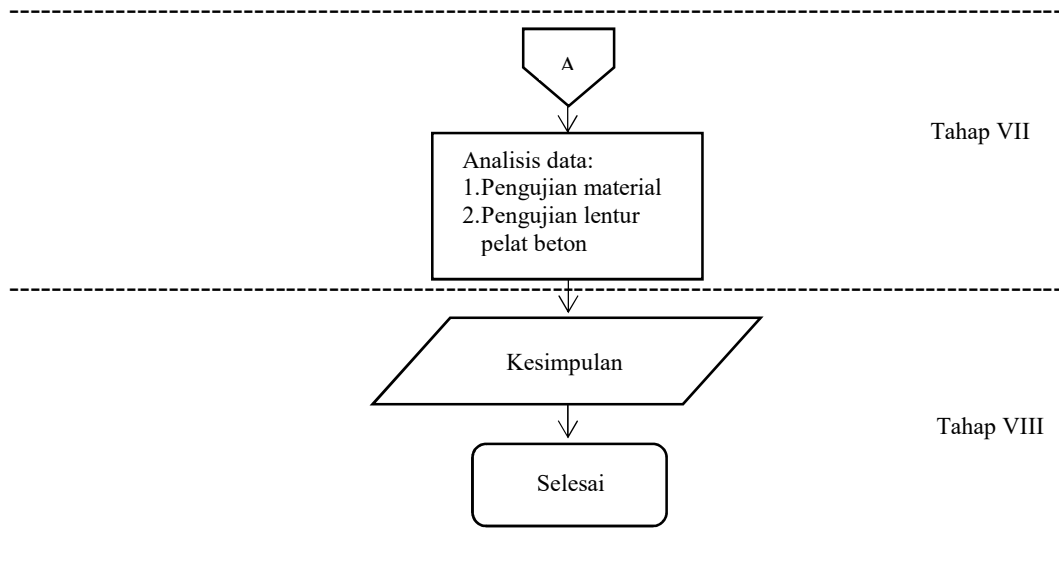 A
Tahap VII
Analisis data:
1.Pengujian material
2.Pengujian lentur
pelat beton
Kesimpulan
Tahap VIII
Selesai